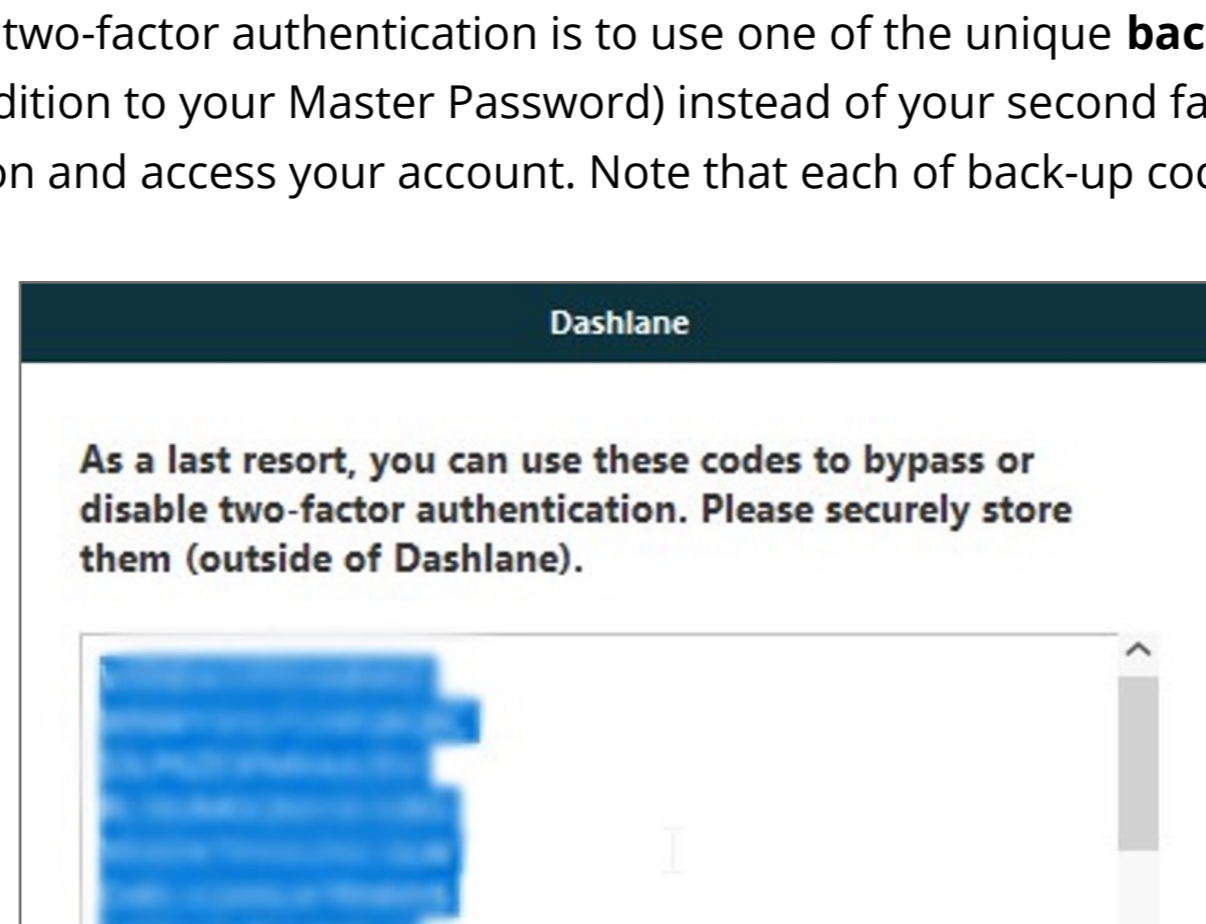 two-factor authentication is to use one of the unique bac
dition to your Master Password) instead of your second fa
on and access your account. Note that each of back-up coc
Dashlane
As a last resort, you can use these codes to bypass or
disable two-factor authentication. Please securely store
them (outside of Dashlane).